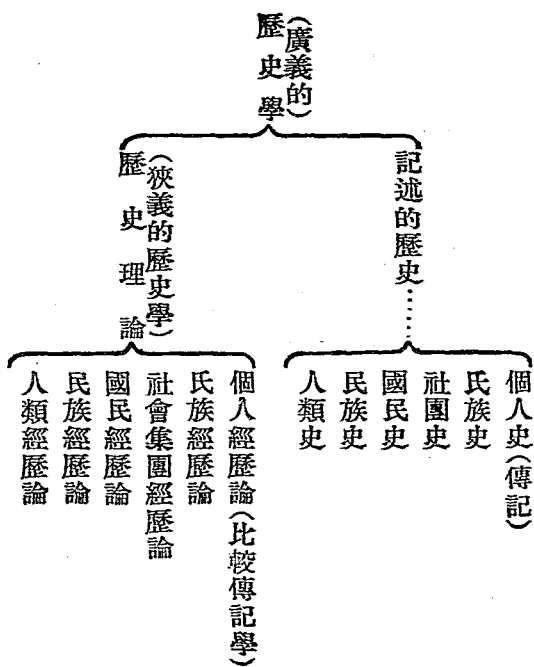 （廣義的）
歷史學
記述的歷史……
個人史（傳記）
氏族史
社團史
國民史
民族史
人類史
（狹義的歷史學）
歷史理論
個人經歷論（比較傳記學）
氏族經歷論
社會集團經歷論
國民經歷論
民族經歷論
人類經歷論